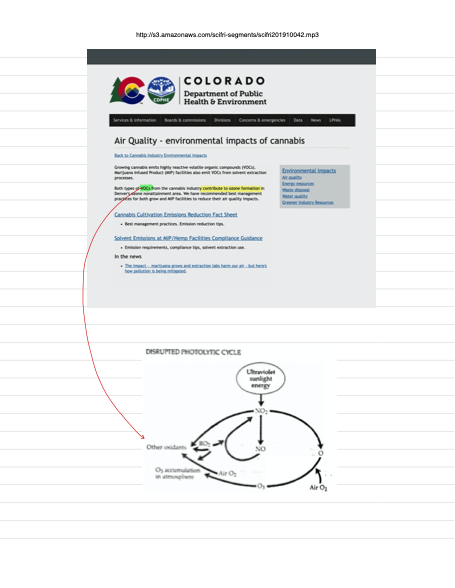 http://s3.amazonaws.com/scifri-segments/scifri201910042.mp3
CDPHE
COLORADO
Department of Public
Health & Environment
Services & Information Boards & commissions Divisions Concerns & emergencies Data News LPHAs
Air Quality - environmental impacts of cannabis
Back to Cannabis Industry Environmental Impacts
Growing cannabis emits highly reactive volatile organic compounds (VOCs).
Marijuana Infused Product (MIP) facilities also emit VOCs from solvent extraction
processes.
Both types of VOCs from the cannabis industry contribute to ozone formation in
Denver's ozone nonattainment area. We have recommended best management
practices for both grow and MIP facilities to reduce their air quality impacts.
Environmental impacts
Air quality
Energy resources
Waste disposal
Water quality
Greener Industry Resources
Cannabis Cultivation Emissions Reduction Fact Sheet
• Best management practices. Emission reduction tips.
Solvent Emissions at MIP/Hemp Facilities Compliance Guidance
• Emission requirements, compliance tips, solvent extraction use.
In the news
• The impact - marijuana grows and extraction labs harm our air - but here's
how pollution is being mitigated.
DISRUPTED PHOTOLYTIC CYCLE
Ultraviolet
sunlight
energy
NO₂
Other oxidants
RO₂
NO
O
O₃ accumulation
in atmosphere
Air O₂
O₃
Air O₂